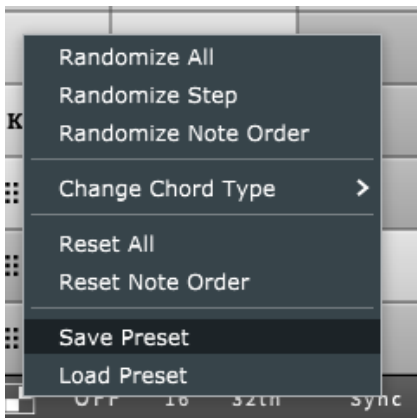 Randomize All
Randomize Step
K
Randomize Note Order
Change Chord Type
Reset All
Reset Note Order
Save Preset
Load Preset
OFF 16 32th Sync